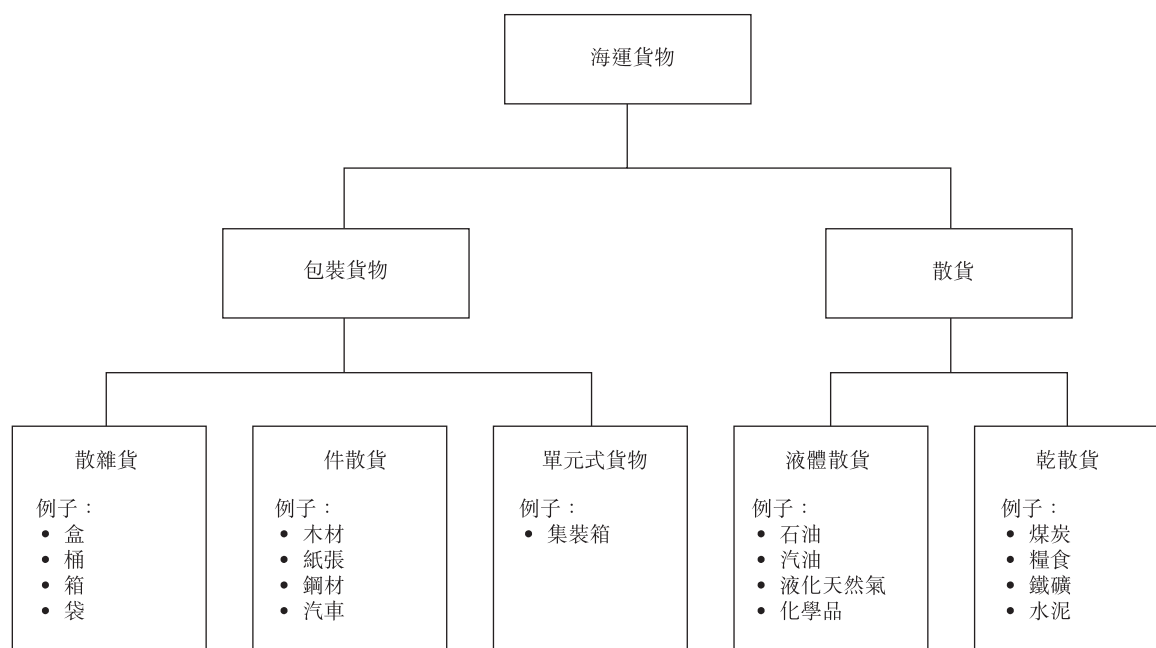 海運貨物
包裝貨物
散貨
散雜貨
例子：
• 盒
• 桶
• 箱
• 袋
件散貨
例子：
• 木材
• 紙張
• 鋼材
• 汽車
單元式貨物
例子：
• 集裝箱
液體散貨
例子：
• 石油
• 汽油
• 液化天然氣
• 化學品
乾散貨
例子：
• 煤炭
• 糧食
• 鐵礦
• 水泥